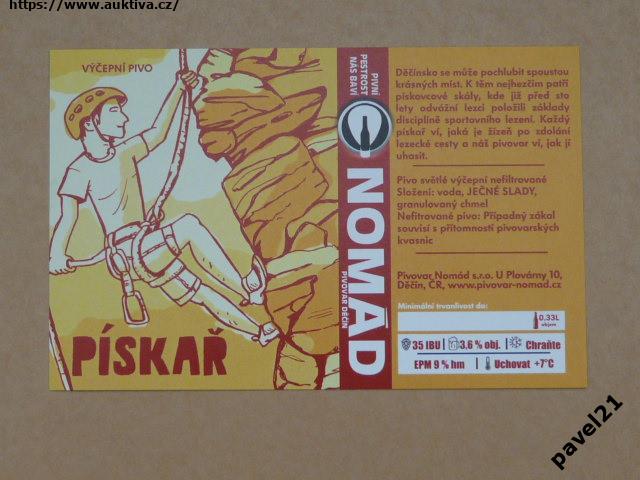 https://www.auktiva.cz/
VÝČEPNÍ PIVO
PÍSKAŘ
PIVNÍ
PESTROST
NÁS BAVÍ
NOMÁD
PIVOVAR DĚČÍN
Děčínsko se může pochlubit spoustou
krásných míst. K těm nejhezčím patří
pískovcové skály, kde již před sto
lety odvážní lezci položili základy
disciplíně sportovního lezení. Každý
pískař ví, jaká je žízeň po zdolání
lezecké cesty a náš pivovar ví, jak jí
uhasit.
Pivo světlé výčepní nefiltrované
Složení: voda, JEČNÉ SLADY,
granulovaný chmel
Nefitrované pivo: Případný zákal
souvisí s přítomností pivovarských
kvasnic
Pivovar Nomád s.r.o. U Plovárny 10,
Děčín, ČR, www.pivovar-nomad.cz
Minimální trvanlivost do:
0.33L
objem
35 IBU | 3.6 % obj. | Chraňte
EPM 9 % hm | Uchovat +7°C
pavel21